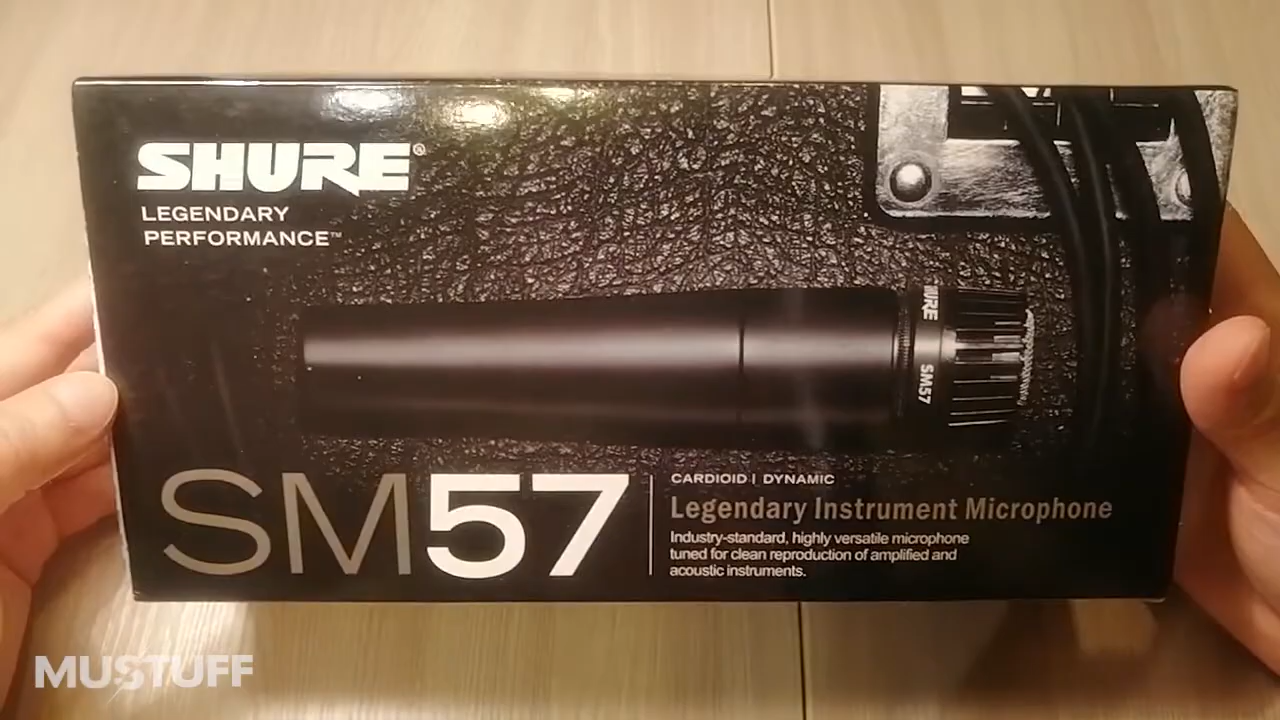 SHURE®
LEGENDARY
PERFORMANCE™
SHURE
SM57
SM57
CARDIOID | DYNAMIC
Legendary Instrument Microphone
Industry-standard, highly versatile microphone
tuned for clean reproduction of amplified and
acoustic instruments.
MUSTUFF